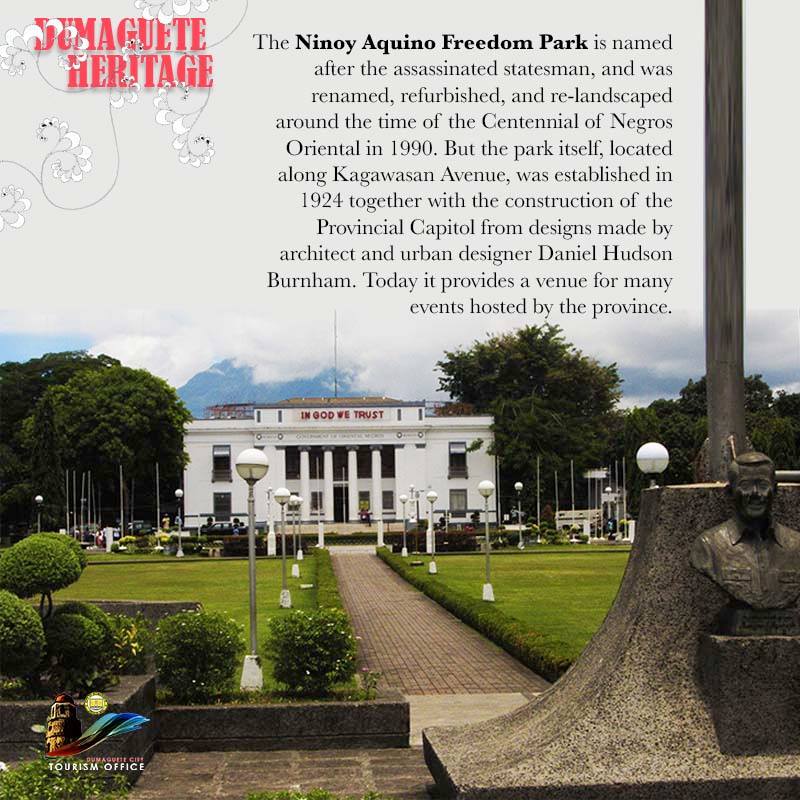 DUMAGUETE
HERITAGE
The Ninoy Aquino Freedom Park is named
after the assassinated statesman, and was
renamed, refurbished, and re-landscaped
around the time of the Centennial of Negros
Oriental in 1990. But the park itself, located
along Kagawasan Avenue, was established in
1924 together with the construction of the
Provincial Capitol from designs made by
architect and urban designer Daniel Hudson
Burnham. Today it provides a venue for many
events hosted by the province.
IN GOD WE TRUST
GOVERNMENT OF ORIENTAL NEGROS
DUMAGUETE CITY
TOURISM OFFICE